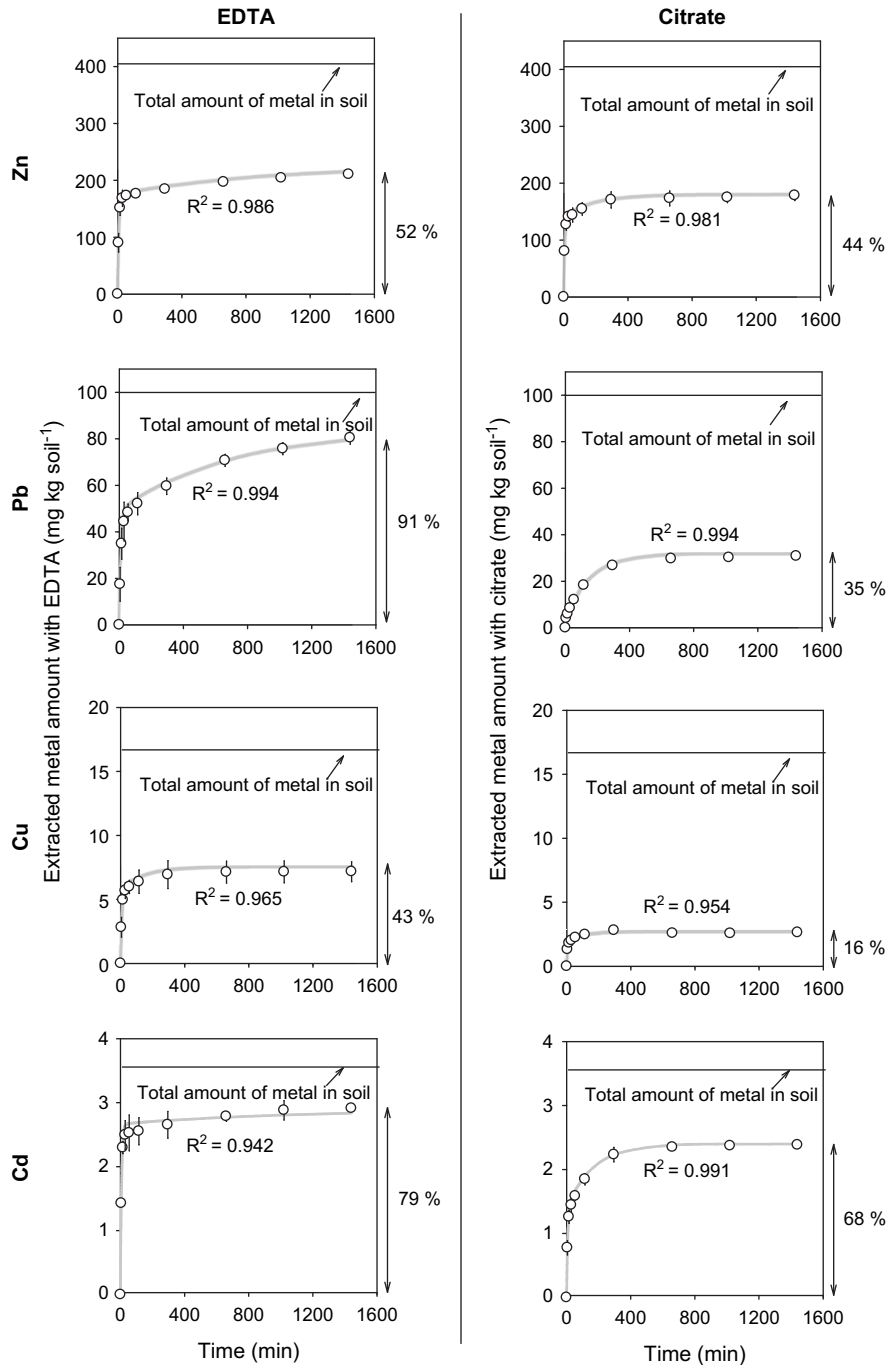 EDTA
Citrate
Zn
400
300
200
100
0
Total amount of metal in soil
R² = 0.986
52 %
0 400 800 1200 1600
400
300
200
100
0
Total amount of metal in soil
R² = 0.981
44 %
0 400 800 1200 1600
Pb
Extracted metal amount with EDTA (mg kg soil⁻¹)
100
80
60
40
20
0
Total amount of metal in soil
R² = 0.994
91 %
0 400 800 1200 1600
Extracted metal amount with citrate (mg kg soil⁻¹)
100
80
60
40
20
0
Total amount of metal in soil
R² = 0.994
35 %
0 400 800 1200 1600
Cu
20
15
10
5
0
Total amount of metal in soil
R² = 0.965
43 %
0 400 800 1200 1600
20
15
10
5
0
Total amount of metal in soil
R² = 0.954
16 %
0 400 800 1200 1600
Cd
4
3
2
1
0
Total amount of metal in soil
R² = 0.942
79 %
0 400 800 1200 1600
Time (min)
4
3
2
1
0
Total amount of metal in soil
R² = 0.991
68 %
0 400 800 1200 1600
Time (min)